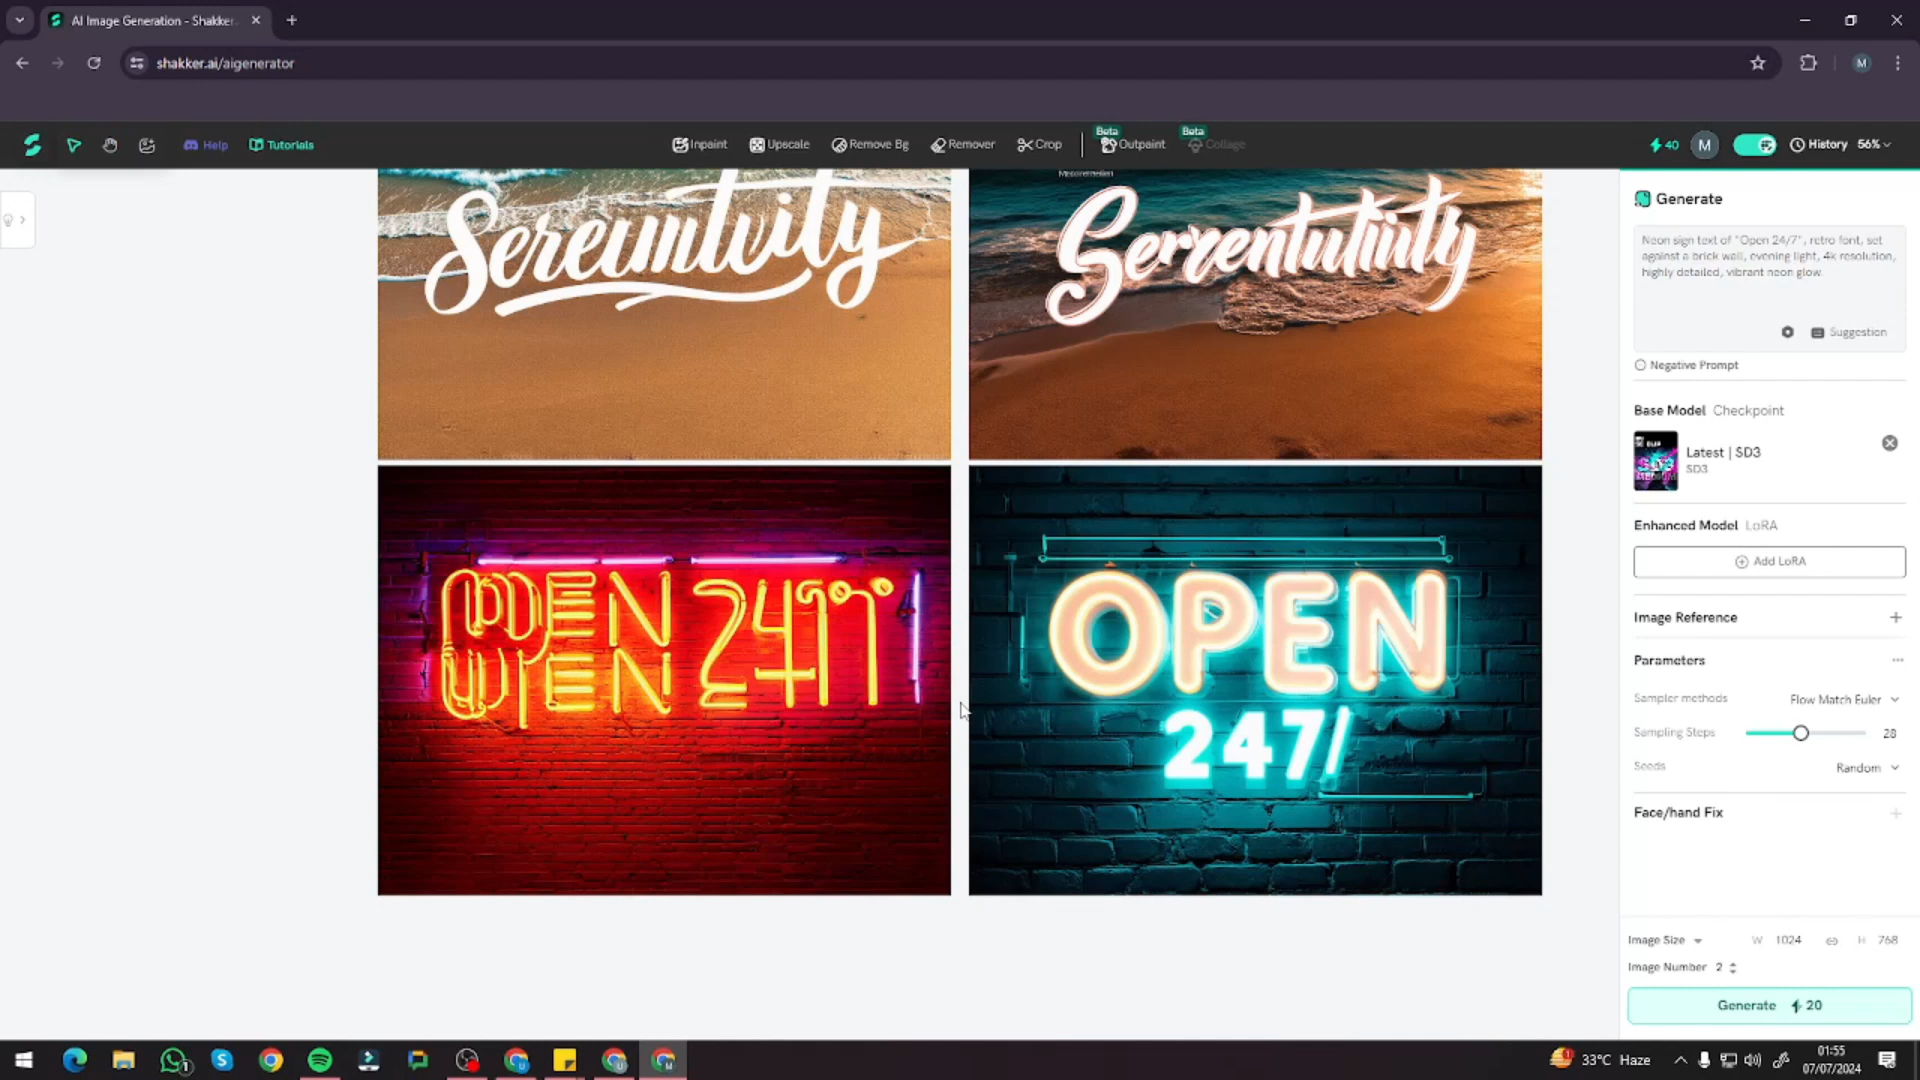 AI Image Generation - Shakker.
shakker.ai/aigenerator
M
Help
Tutorials
Inpaint
Upscale
Remove Bg
Remover
Crop
Beta
Outpaint
Beta
Collage
40
M
History
56%
Sereuntvity
Gerzentutiuty
OPEN
247/
Generate
Neon sign text of "Open 24/7", retro font, set
against a brick wall, evening light, 4k resolution,
highly detailed, vibrant neon glow.
Suggestion
Negative Prompt
Base Model Checkpoint
Latest | SD3
SD3
Enhanced Model LoRA
Add LoRA
Image Reference
Parameters
Sampler methods Flow Match Euler
Sampling Steps 28
Seeds Random
Face/hand Fix
Image Size W 1024 H 768
Image Number 2
Generate 20
33°C Haze
01:55
07/07/2024